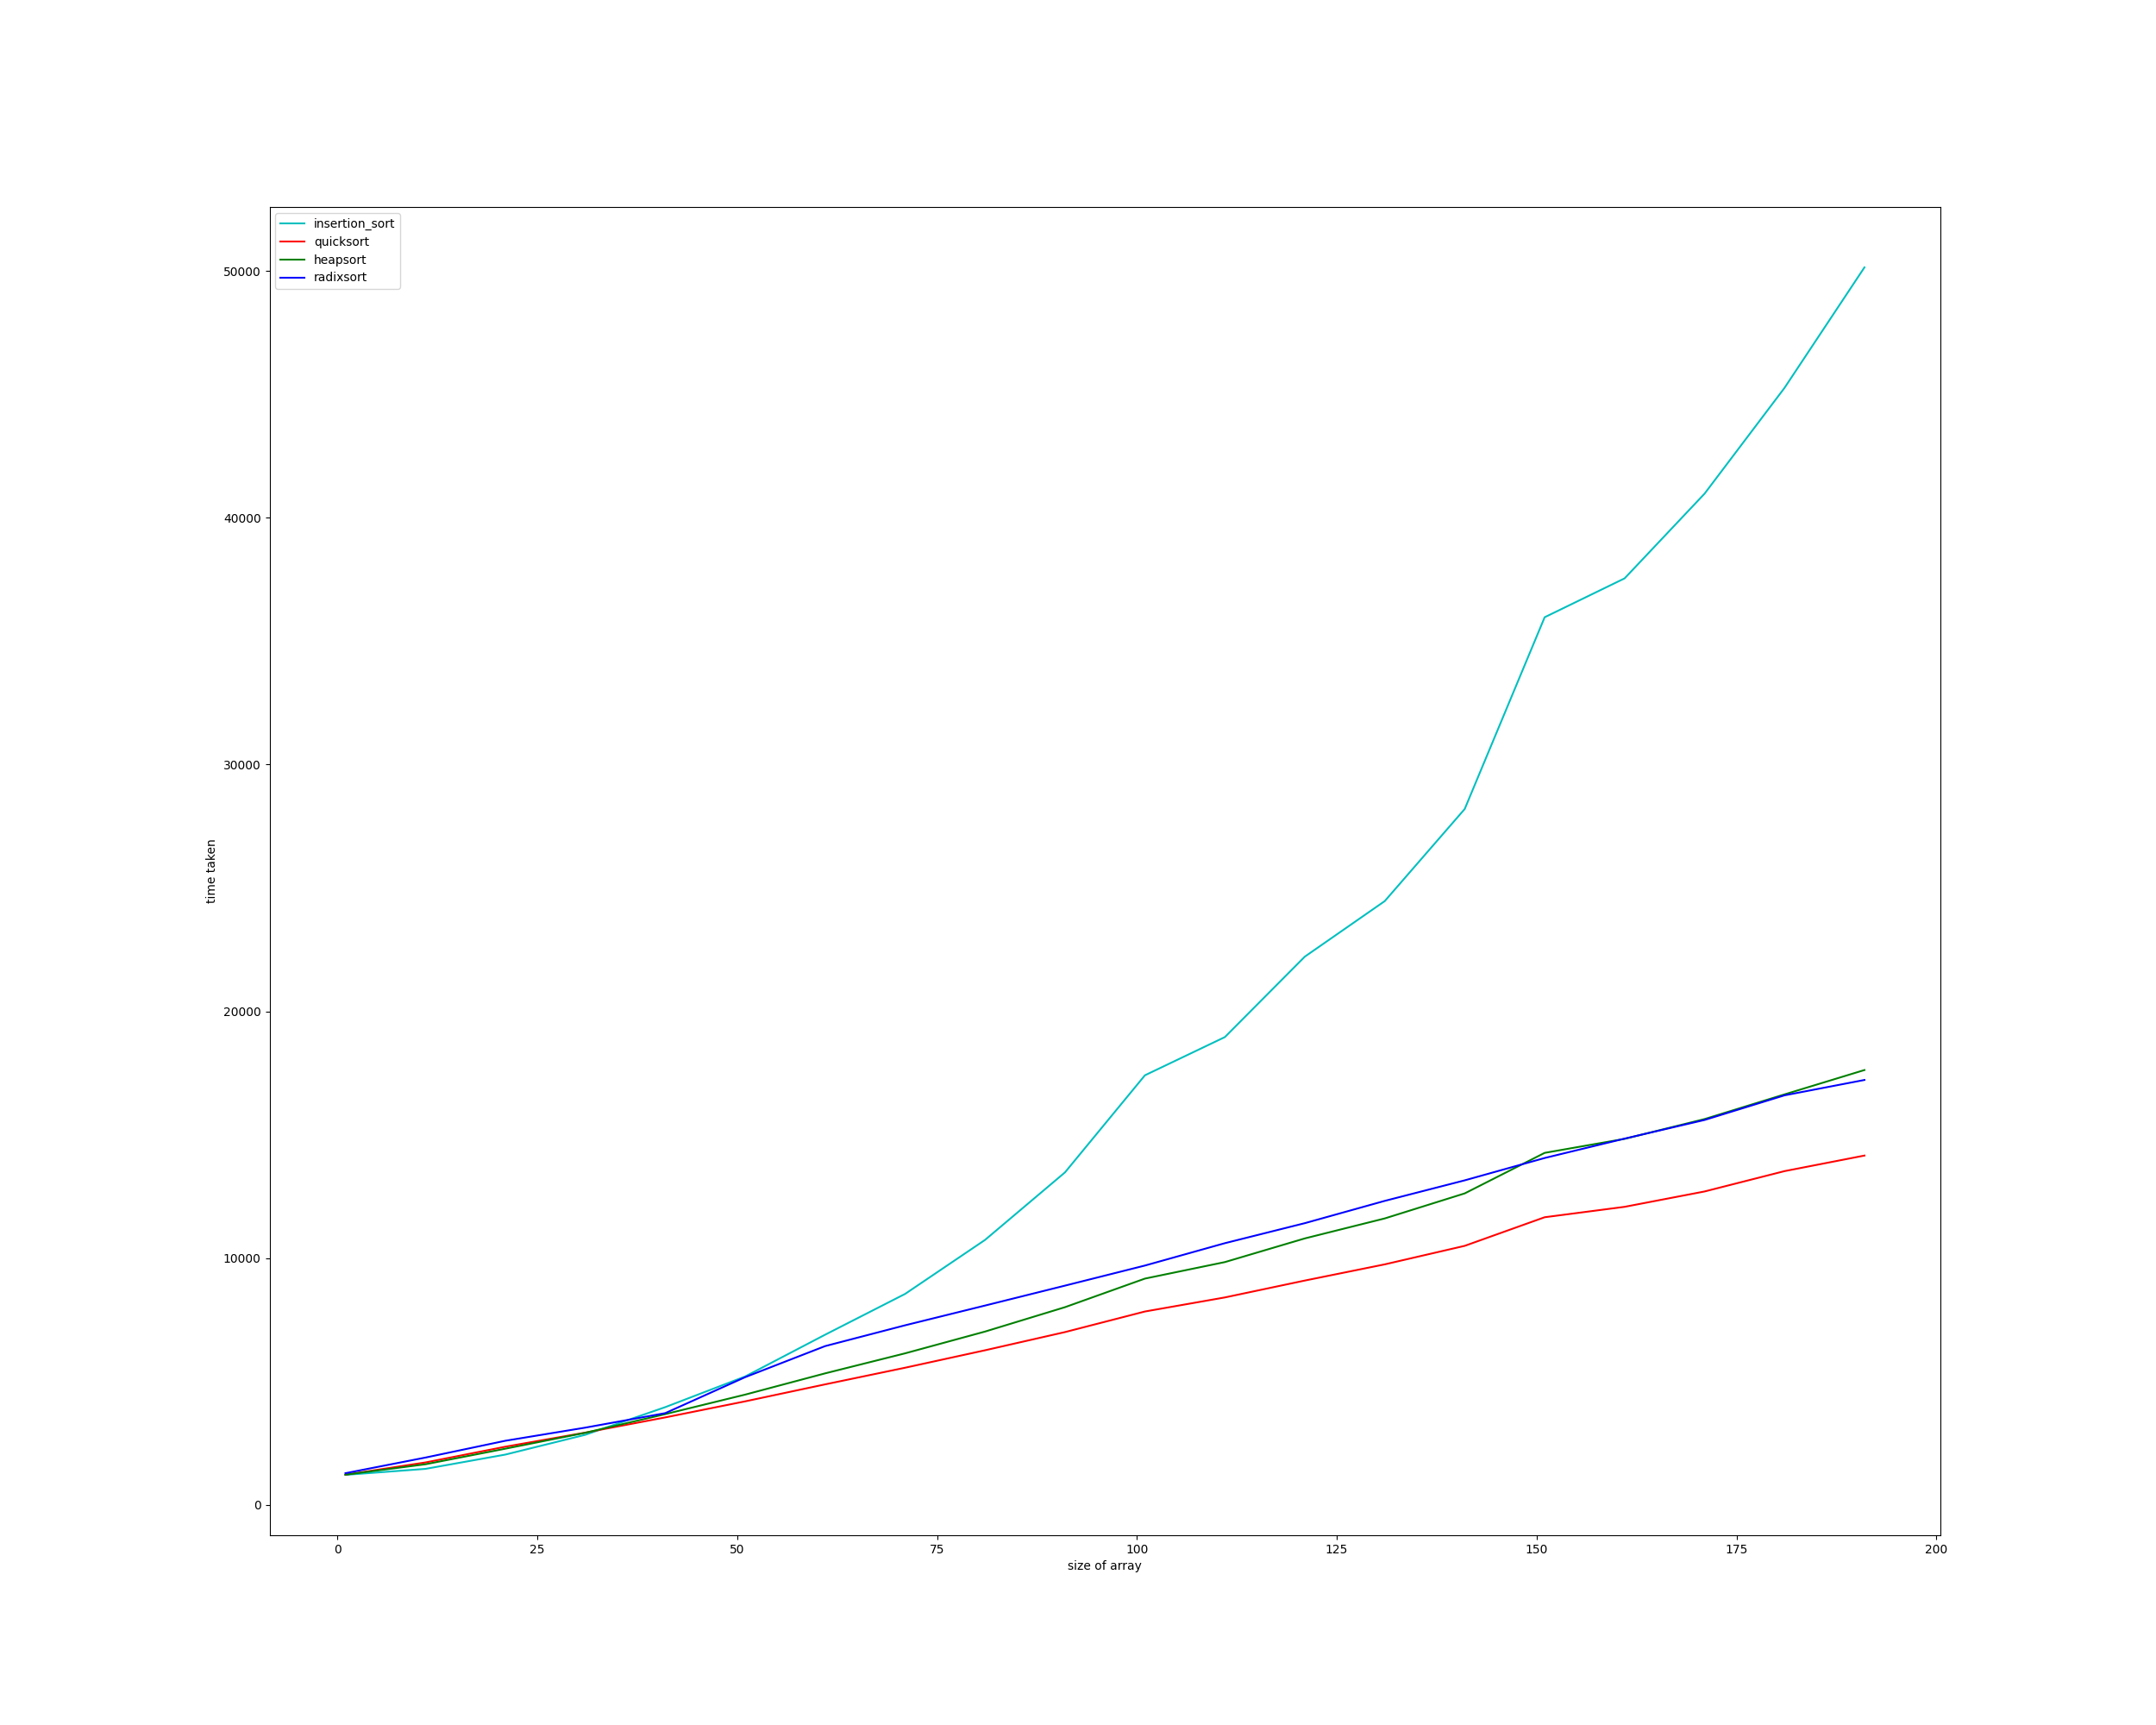 insertion_sort
quicksort
heapsort
radixsort
50000
40000
30000
20000
10000
0
time taken
0 25 50 75 100 125 150 175 200
size of array